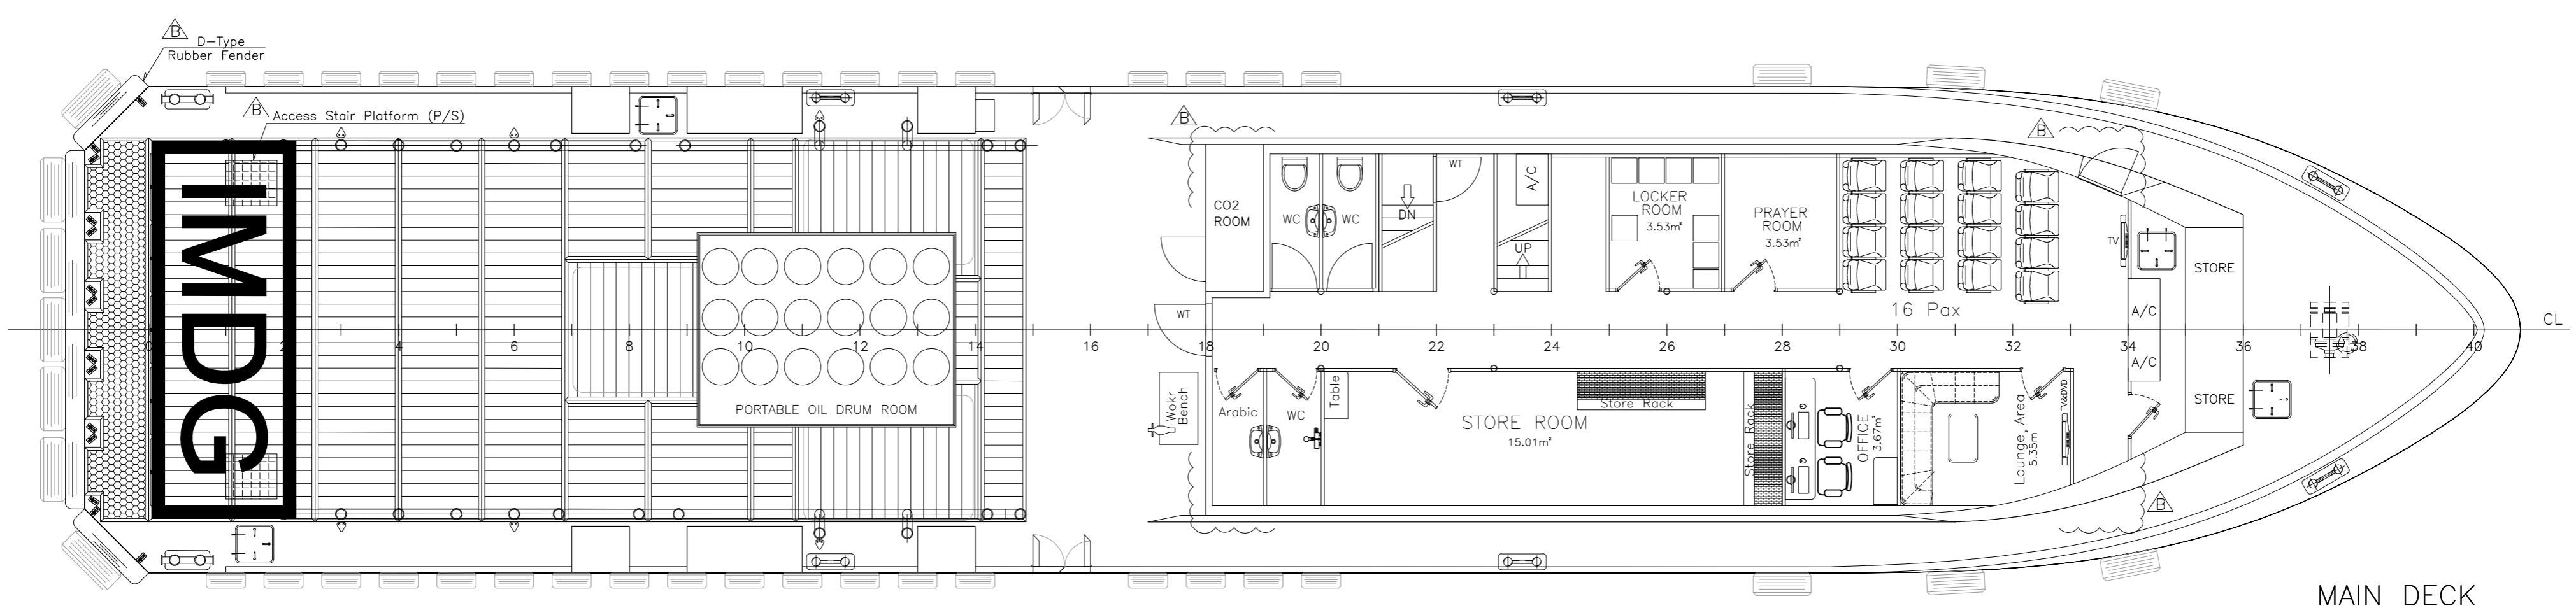 B
D-Type
Rubber Fender
B
Access Stair Platform (P/S)
IMDG
PORTABLE OIL DRUM ROOM
B
B
CO2
ROOM
WC
WC
DN
WT
A/C
UP
LOCKER
ROOM
3.53m²
PRAYER
ROOM
3.53m²
16 Pax
TV
A/C
A/C
STORE
STORE
WT
CL
0 2 4 6 8 10 12 14 16 18 20 22 24 26 28 30 32 34 36 38 40
Wokr
Bench
Arabic
WC
Table
STORE ROOM
15.01m²
Store Rack
Store Rack
OFFICE
3.67m²
Lounge, Area
5.35m
TV&DVD
B
MAIN DECK